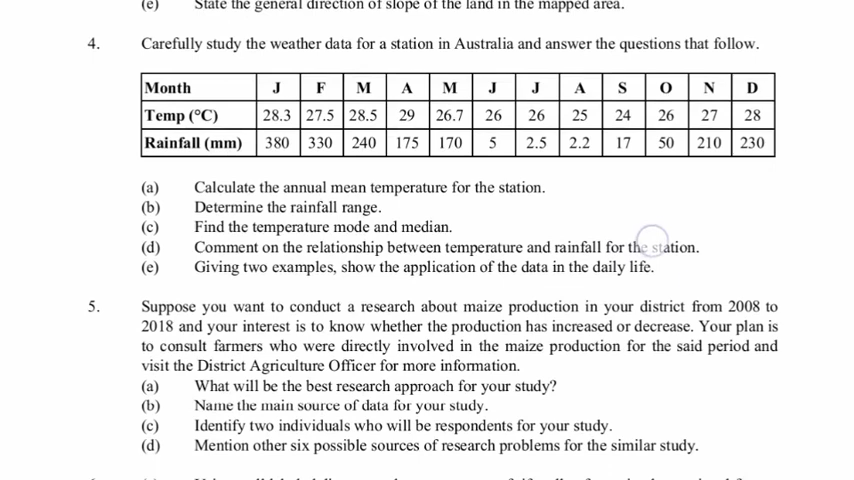 (e) State the general direction of slope of the land in the mapped area.
4. Carefully study the weather data for a station in Australia and answer the questions that follow.
Month J F M A M J J A S O N D
Temp (°C) 28.3 27.5 28.5 29 26.7 26 26 25 24 26 27 28
Rainfall (mm) 380 330 240 175 170 5 2.5 2.2 17 50 210 230
(a) Calculate the annual mean temperature for the station.
(b) Determine the rainfall range.
(c) Find the temperature mode and median.
(d) Comment on the relationship between temperature and rainfall for the station.
(e) Giving two examples, show the application of the data in the daily life.
5. Suppose you want to conduct a research about maize production in your district from 2008 to
2018 and your interest is to know whether the production has increased or decrease. Your plan is
to consult farmers who were directly involved in the maize production for the said period and
visit the District Agriculture Officer for more information.
(a) What will be the best research approach for your study?
(b) Name the main source of data for your study.
(c) Identify two individuals who will be respondents for your study.
(d) Mention other six possible sources of research problems for the similar study.